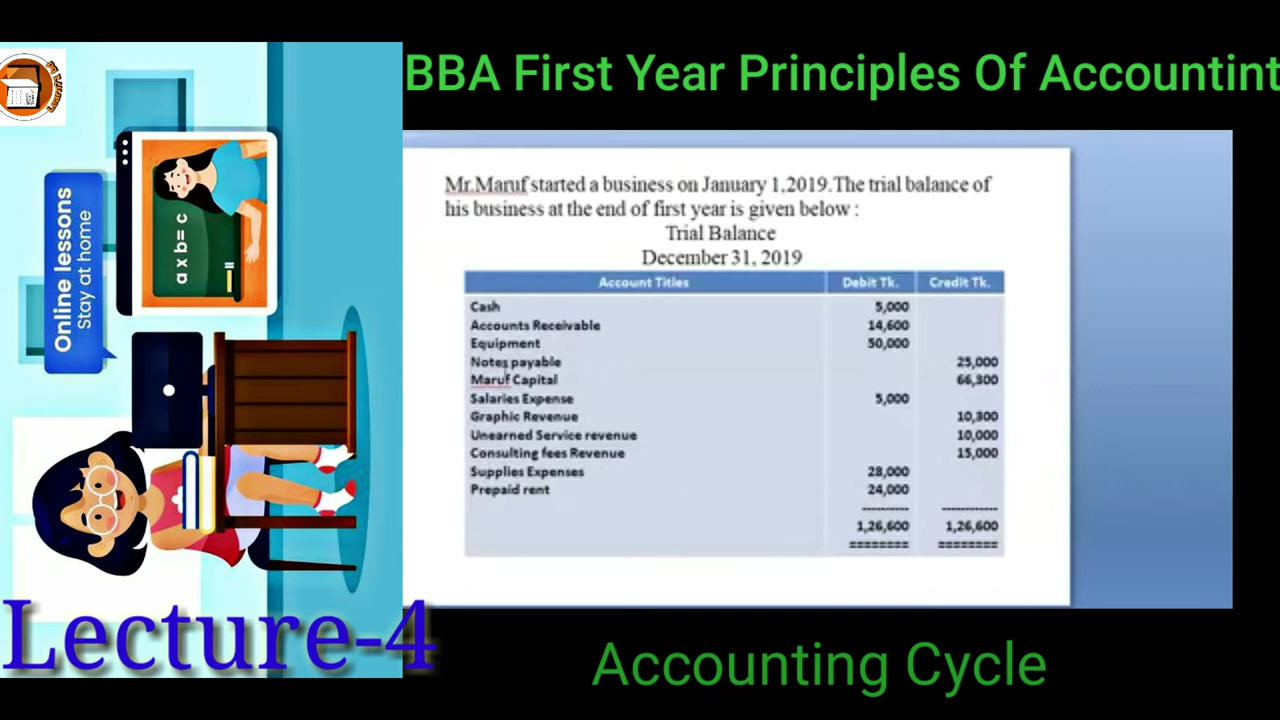 BBA First Year Principles Of Accountint
Online lessons
Stay at home
a x b = c
Mr.Maruf started a business on January 1,2019.The trial balance of
his business at the end of first year is given below :
Trial Balance
December 31, 2019
Account Titles Debit Tk. Credit Tk.
Cash 5,000
Accounts Receivable 14,600
Equipment 50,000
Notes payable 25,000
Maruf Capital 66,300
Salaries Expense 5,000
Graphic Revenue 10,300
Unearned Service revenue 10,000
Consulting fees Revenue 15,000
Supplies Expenses 28,000
Prepaid rent 24,000
1,26,600 1,26,600
Lecture-4
Accounting Cycle